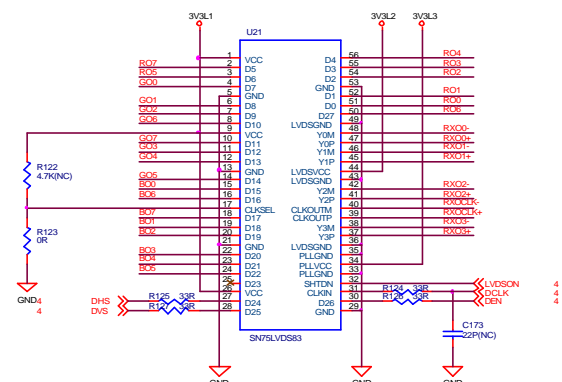 3V3L1
3V3L2 3V3L3
U21
1 VCC D4 56 RO4
RO7 2 D5 D3 55 RO3
RO5 3 D6 D2 54 RO2
GO0 4 D7 GND 53
5 GND D1 52 RO1
GO1 6 D8 D0 51 RO0
GO2 7 D9 D27 50 RO6
GO6 8 D10 LVDSGND 49
9 VCC Y0M 48 RXO0-
GO7 10 D11 Y0P 47 RXO0+
GO3 11 D12 Y1M 46 RXO1-
GO4 12 D13 Y1P 45 RXO1+
13 GND LVDSVCC 44
GO5 14 D14 LVDSGND 43
BO0 15 D15 Y2M 42 RXO2-
BO6 16 D16 Y2P 41 RXO2+
17 CLKSEL CLKOUTM 40 RXOCLK-
BO7 18 D17 CLKOUTP 39 RXOCLK+
BO1 19 D18 Y3M 38 RXO3-
BO2 20 D19 Y3P 37 RXO3+
21 GND LVDSGND 36
BO3 22 D20 PLLGND 35
BO4 23 D21 PLLVCC 34
BO5 24 D22 PLLGND 33
25 D23 SHTDN 32 LVDSON 4
26 VCC CLKIN 31 R124 33R DCLK 4
4 DHS R125 33R 27 D24 D26 30 33R DEN 4
4 DVS 33R 28 D25 GND 29
R122
4.7K(NC)
R123
0R
GND
SN75LVDS83
C173
22P(NC)
GND GND GND